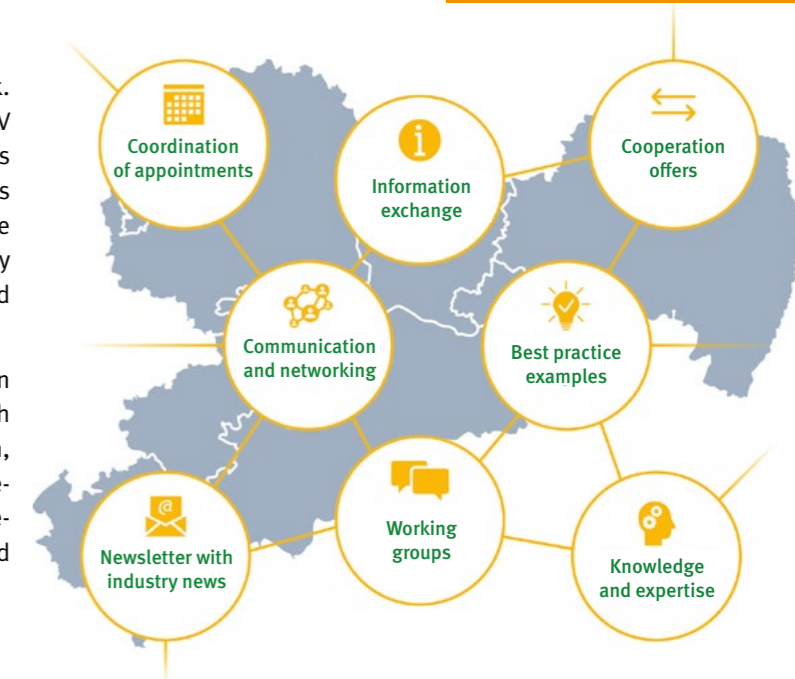 k.
V
s
s
e
y
d
n
h
n,
e-
e-
d
Coordination
of appointments
i
Information
exchange
Cooperation
offers
Communication
and networking
Best practice
examples
@
Newsletter with
industry news
Working
groups
Knowledge
and expertise